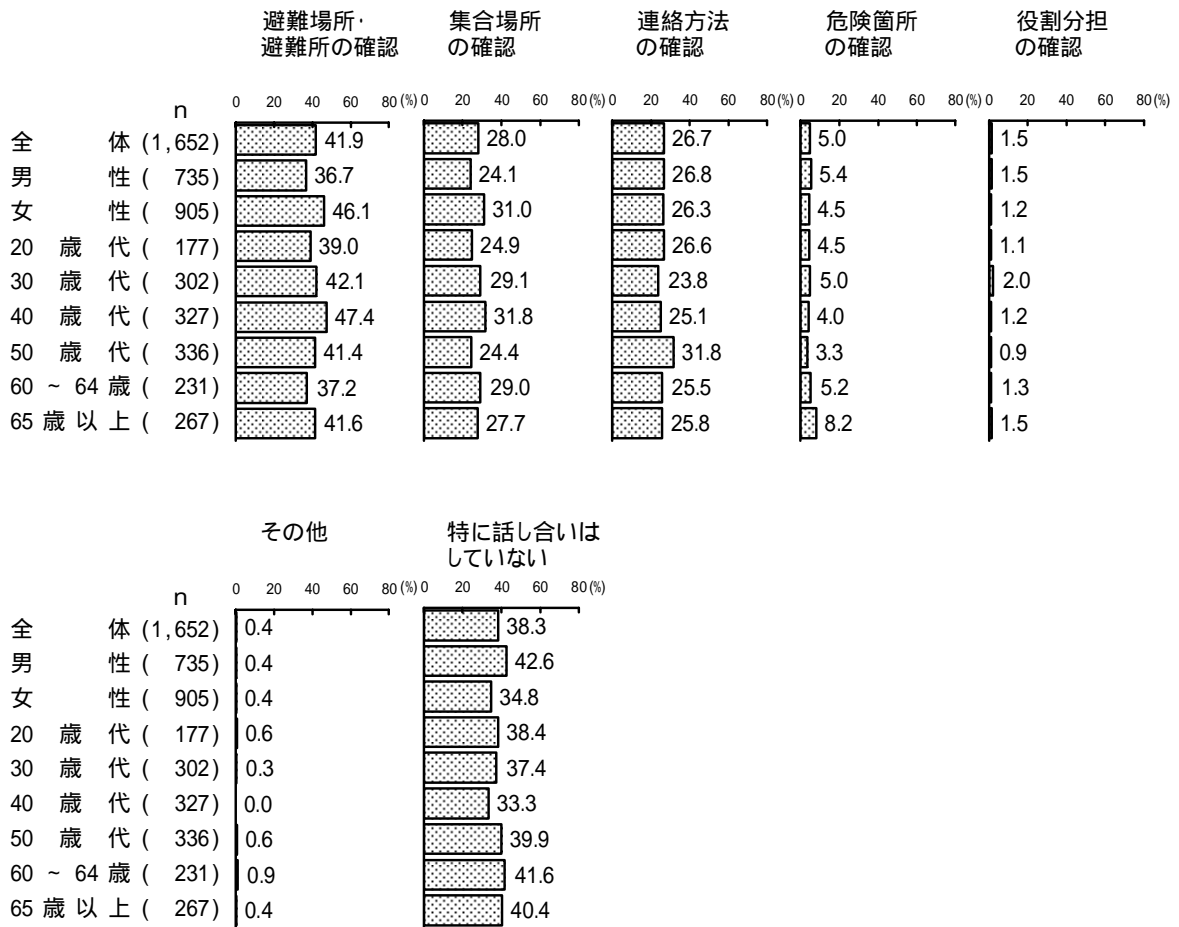 避難場所・ 集合場所 連絡方法 危険箇所 役割分担
避難所の確認 の確認 の確認 の確認 の確認
n 0 20 40 60 80(%) 0 20 40 60 80(%) 0 20 40 60 80(%) 0 20 40 60 80(%) 0 20 40 60 80(%)
全 体 (1,652) 41.9 28.0 26.7 5.0 1.5
男 性 ( 735) 36.7 24.1 26.8 5.4 1.5
女 性 ( 905) 46.1 31.0 26.3 4.5 1.2
20 歳 代 ( 177) 39.0 24.9 26.6 4.5 1.1
30 歳 代 ( 302) 42.1 29.1 23.8 5.0 2.0
40 歳 代 ( 327) 47.4 31.8 25.1 4.0 1.2
50 歳 代 ( 336) 41.4 24.4 31.8 3.3 0.9
60 ~ 64 歳 ( 231) 37.2 29.0 25.5 5.2 1.3
65 歳 以 上 ( 267) 41.6 27.7 25.8 8.2 1.5
その他 特に話し合いは
していない
n 0 20 40 60 80(%) 0 20 40 60 80(%)
全 体 (1,652) 0.4 38.3
男 性 ( 735) 0.4 42.6
女 性 ( 905) 0.4 34.8
20 歳 代 ( 177) 0.6 38.4
30 歳 代 ( 302) 0.3 37.4
40 歳 代 ( 327) 0.0 33.3
50 歳 代 ( 336) 0.6 39.9
60 ~ 64 歳 ( 231) 0.9 41.6
65 歳 以 上 ( 267) 0.4 40.4